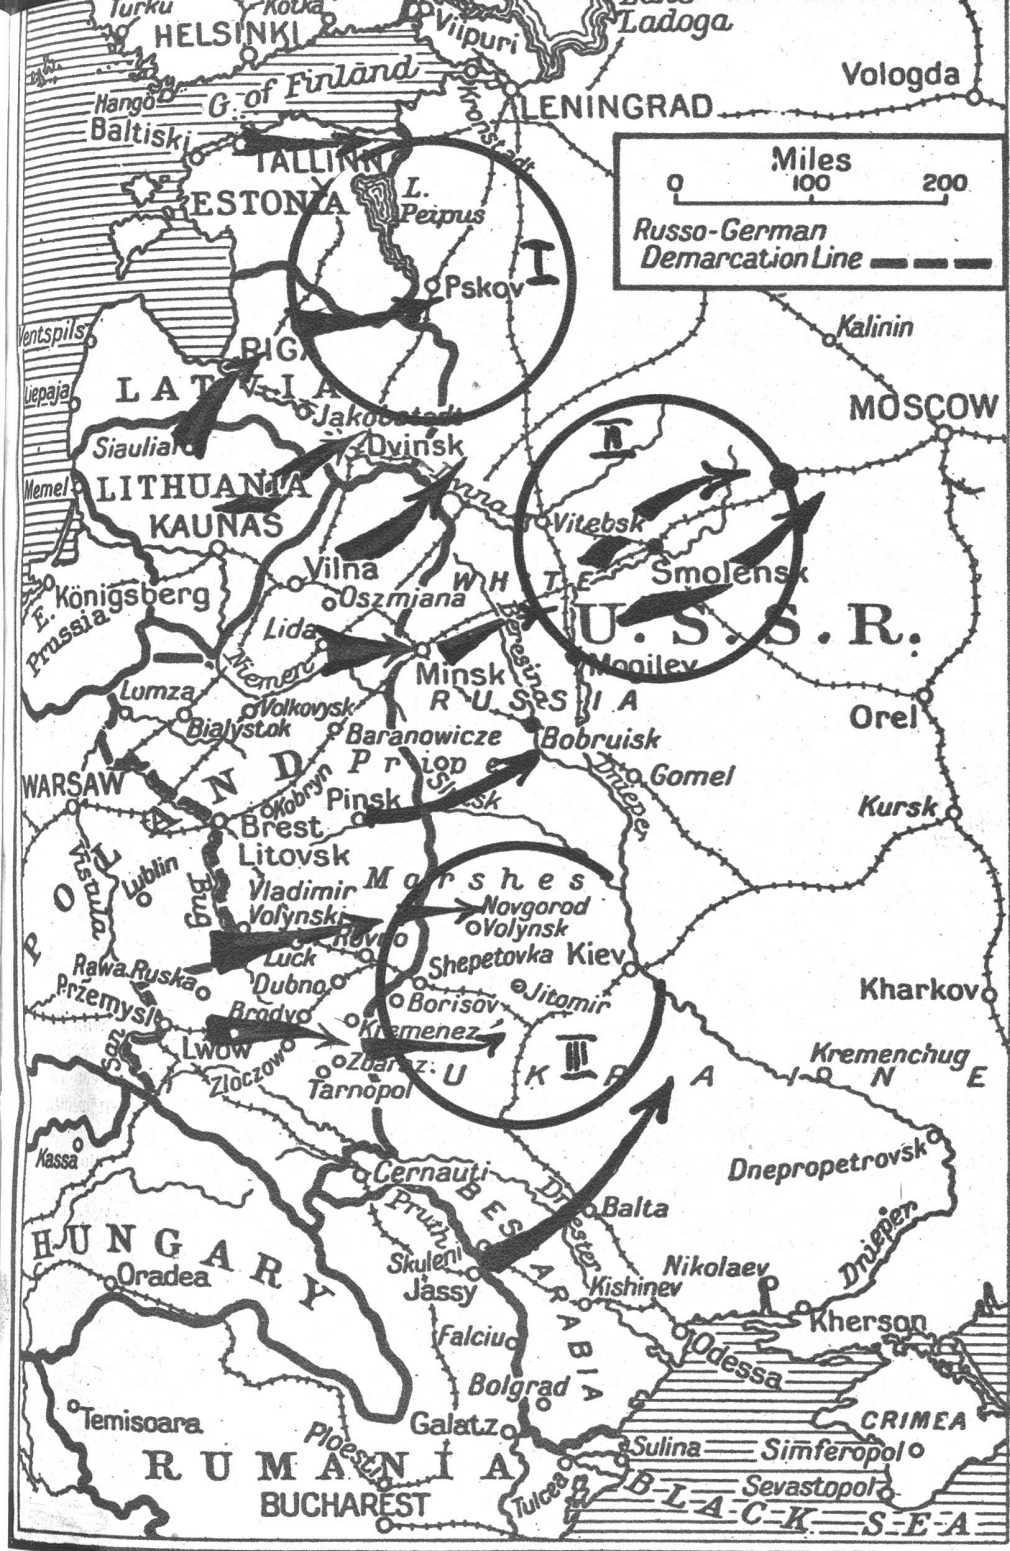 Turku
Kotka
HELSINKI
Viipuri
Ladoga
Vologda
Hangö
G. of Finland
Kronstadt
LENINGRAD
Baltiski
TALLINN
Miles
0 100 200
Russo-German
Demarcation Line
ESTONIA
L.
Peipus
I
Pskov
Ventspils
Kalinin
RIGA
Liepaja
LATVIA
Jakobstadt
MOSCOW
Siauliai
Dvinsk
II
Memel
LITHUANIA
KAUNAS
Vitebsk
Vilna
Smolensk
WHITE
Königsberg
Oszmiana
E.
Prussia
Lida
Niemen
Beresina
U.S.S.R.
Minsk
Mogilev
RUSSIA
Lomza
Volkovysk
Bialystok
Baranowicze
Orel
Bobruisk
WARSAW
POLAND
Pripet
Slutsk
Gomel
Dnieper
Kobryn
Pinsk
Kursk
Brest
Litovsk
Vistula
Lublin
Bug
Marshes
Vladimir
Volynski
Novgorod
Volynsk
Rovno
Luck
Shepetovka
Kiev
Rawa Ruska
Dubno
Jitomir
Kharkov
Przemysl
Borisov
Brody
Kremenez
Lwow
San
Zloczow
Zbaraz
Tarnopol
III
UKRAINE
Kremenchug
Kassa
Cernauti
Dnepropetrovsk
Pruth
BESSARABIA
Dniester
Balta
HUNGARY
Oradea
Skuleni
Jassy
Kishinev
Nikolaev
Dnieper
Kherson
Falciu
Odessa
Bolgrad
Temisoara
Galatz
CRIMEA
RUMANIA
Ploesti
Sulina
Simferopol
Tulcea
Sevastopol
BUCHAREST
BLACK SEA